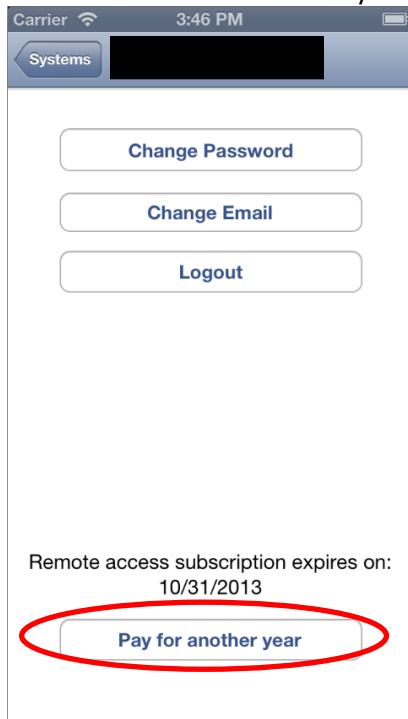 Carrier 3:46 PM
Systems
Change Password
Change Email
Logout
Remote access subscription expires on:
10/31/2013
Pay for another year